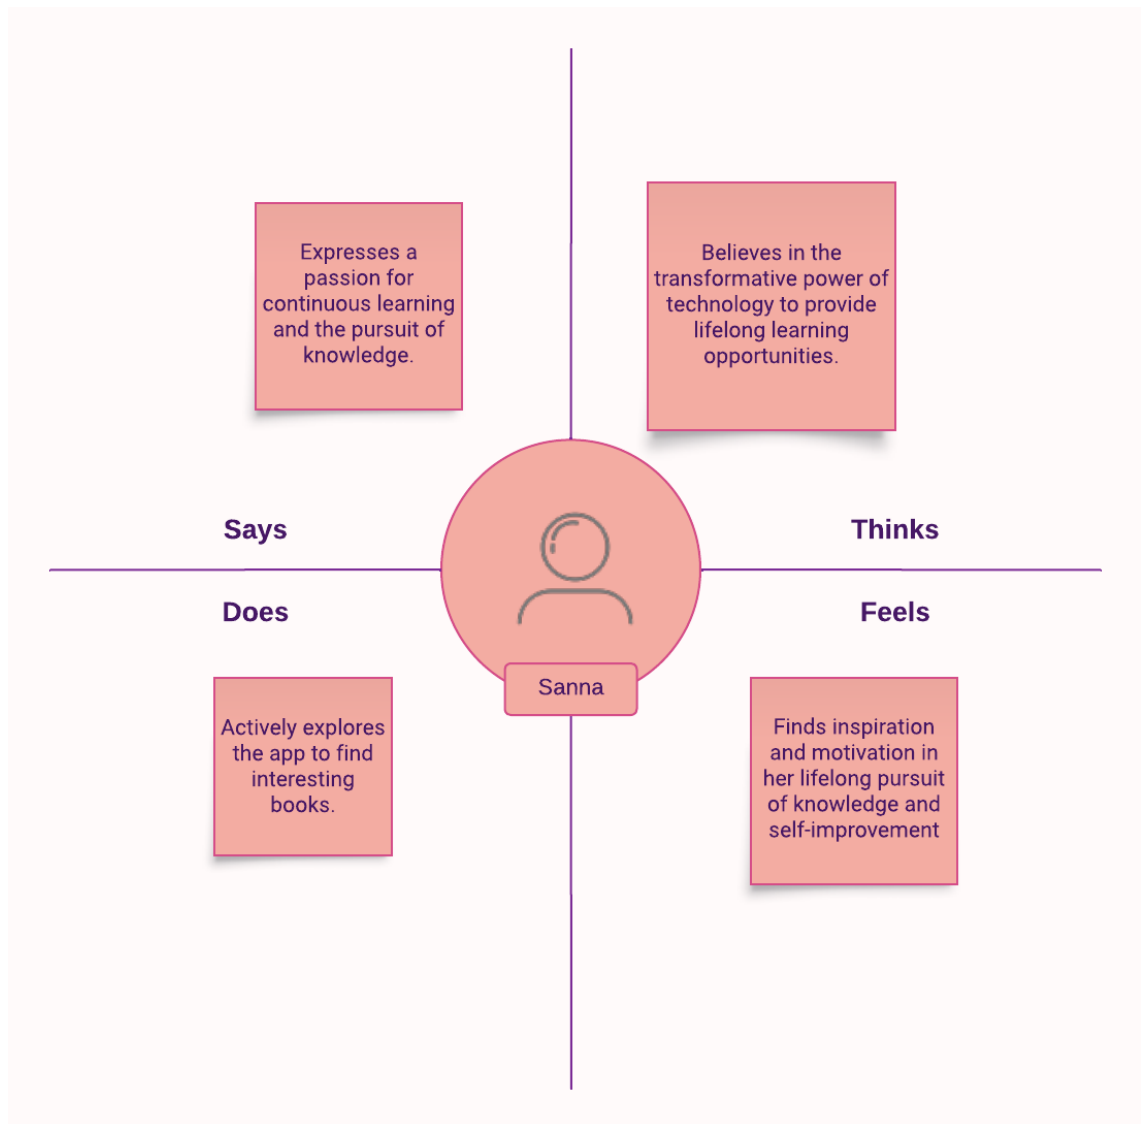 Expresses a
passion for
continuous learning
and the pursuit of
knowledge.
Believes in the
transformative power of
technology to provide
lifelong learning
opportunities.
Says
Thinks
Does
Feels
Sanna
Actively explores
the app to find
interesting
books.
Finds inspiration
and motivation in
her lifelong pursuit
of knowledge and
self-improvement